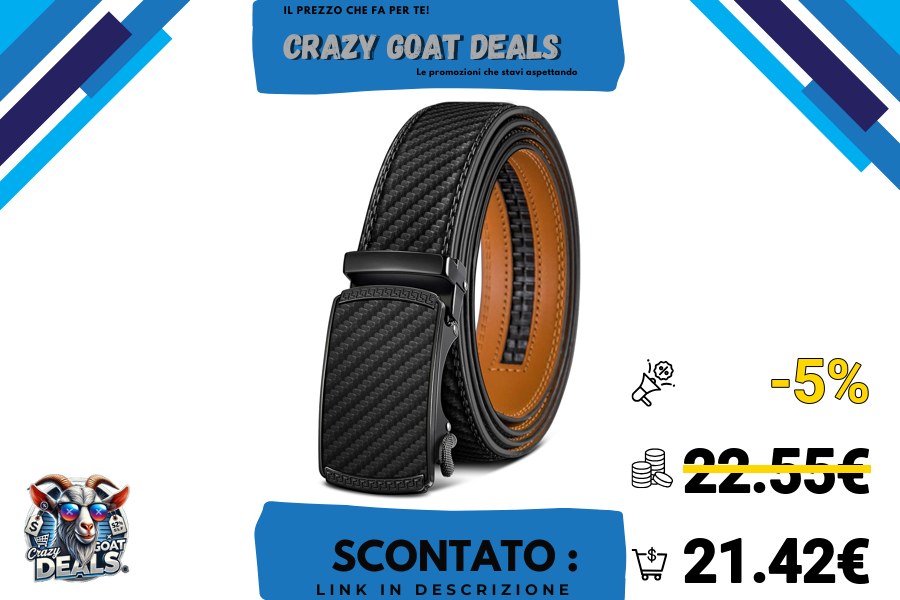 IL PREZZO CHE FA PER TE!
CRAZY GOAT DEALS
Le promozioni che stavi aspettando
-5%
22.55€
21.42€
SCONTATO :
LINK IN DESCRIZIONE
Crazy
GOAT
DEALS